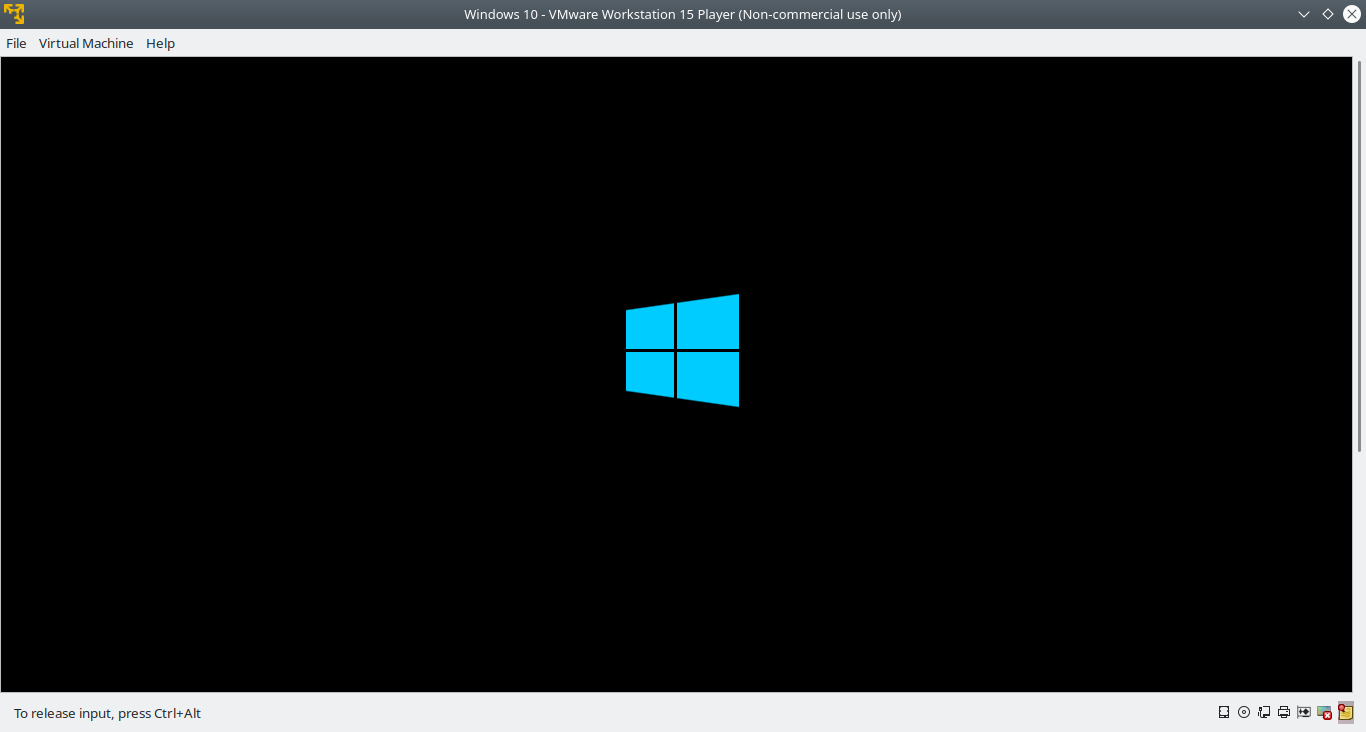 Windows 10 - VMware Workstation 15 Player (Non-commercial use only)
File Virtual Machine Help
To release input, press Ctrl+Alt